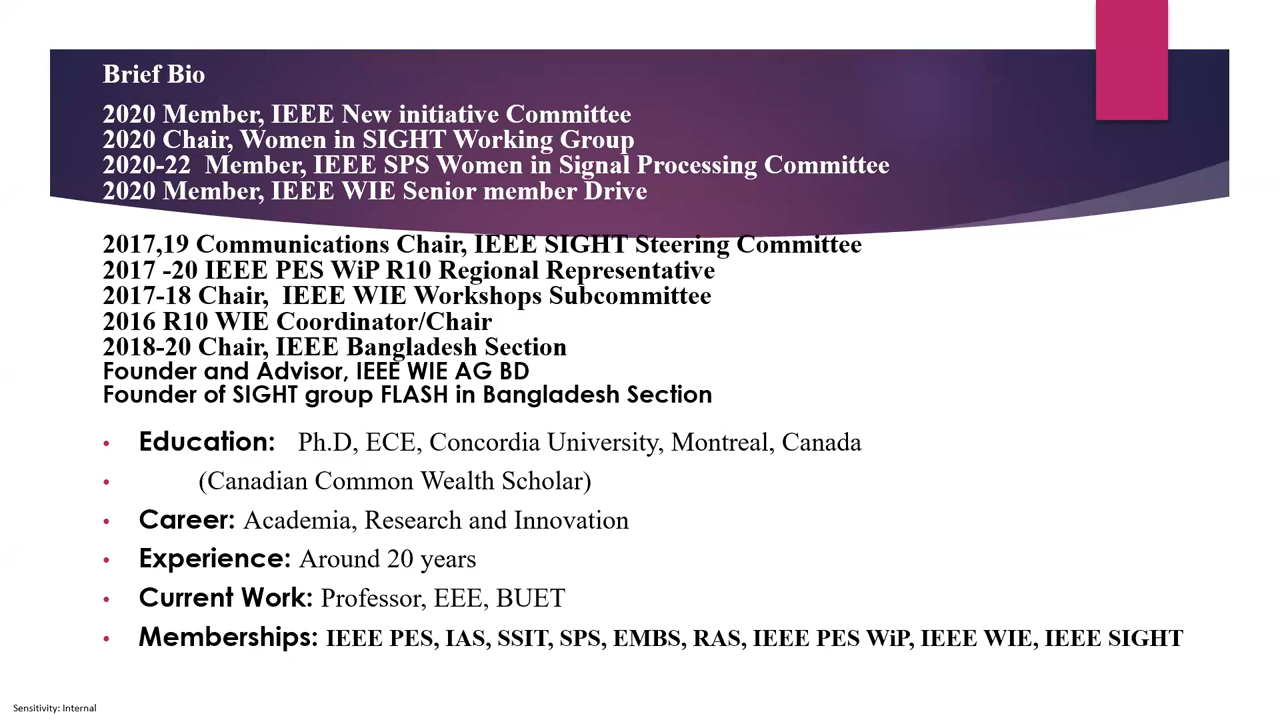 Brief Bio
2020 Member, IEEE New initiative Committee
2020 Chair, Women in SIGHT Working Group
2020-22  Member, IEEE SPS Women in Signal Processing Committee
2020 Member, IEEE WIE Senior member Drive
2017,19 Communications Chair, IEEE SIGHT Steering Committee
2017 -20 IEEE PES WiP R10 Regional Representative
2017-18 Chair,  IEEE WIE Workshops Subcommittee
2016 R10 WIE Coordinator/Chair
2018-20 Chair, IEEE Bangladesh Section
Founder and Advisor, IEEE WIE AG BD
Founder of SIGHT group FLASH in Bangladesh Section
• Education:   Ph.D, ECE, Concordia University, Montreal, Canada
• (Canadian Common Wealth Scholar)
• Career: Academia, Research and Innovation
• Experience: Around 20 years
• Current Work: Professor, EEE, BUET
• Memberships: IEEE PES, IAS, SSIT, SPS, EMBS, RAS, IEEE PES WiP, IEEE WIE, IEEE SIGHT
Sensitivity: Internal